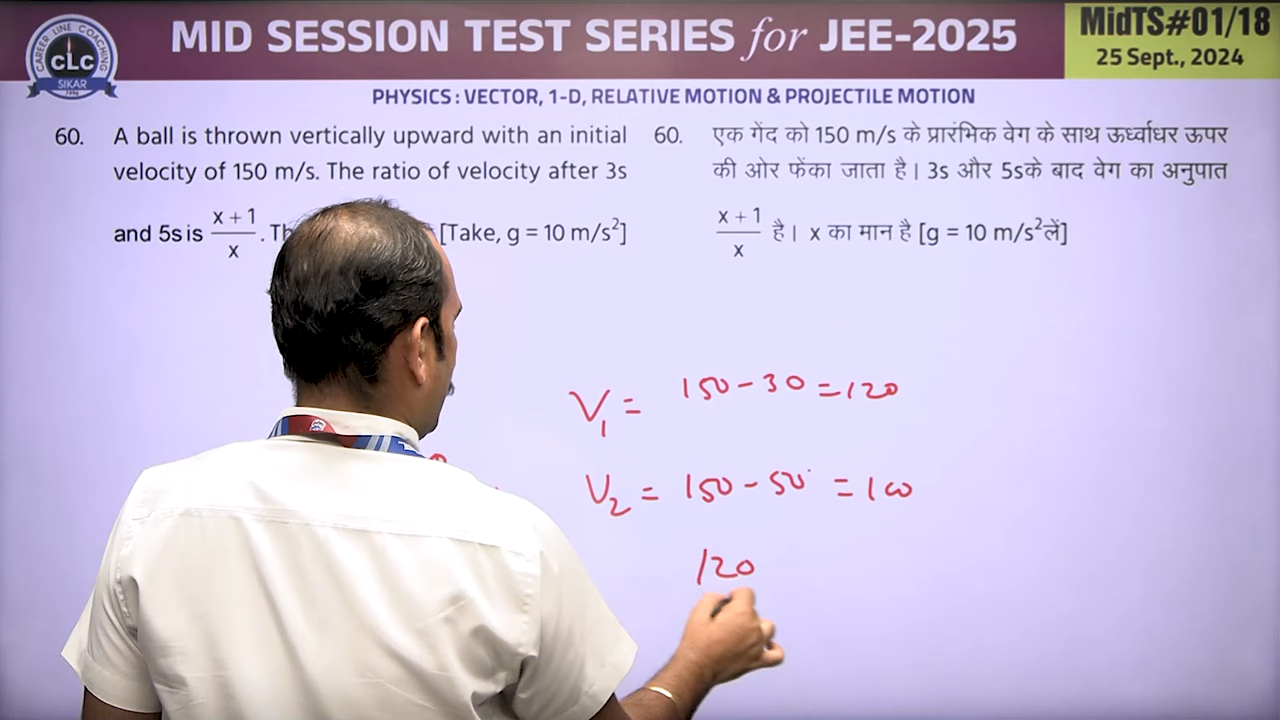 CAREER LINE COACHING
CLC
SIKAR
MID SESSION TEST SERIES for JEE-2025
MidTS#01/18
25 Sept., 2024
PHYSICS : VECTOR, 1-D, RELATIVE MOTION & PROJECTILE MOTION
60. A ball is thrown vertically upward with an initial
velocity of 150 m/s. The ratio of velocity after 3s
and 5s is (x + 1)/x . Th [Take, g = 10 m/s²]
60. एक गेंद को 150 m/s के प्रारंभिक वेग के साथ ऊर्ध्वाधर ऊपर
की ओर फेंका जाता है। 3s और 5sके बाद वेग का अनुपात
(x + 1)/x है। x का मान है [g = 10 m/s²लें]
V₁ = 150 - 30 = 120
V₂ = 150 - 50 = 100
120